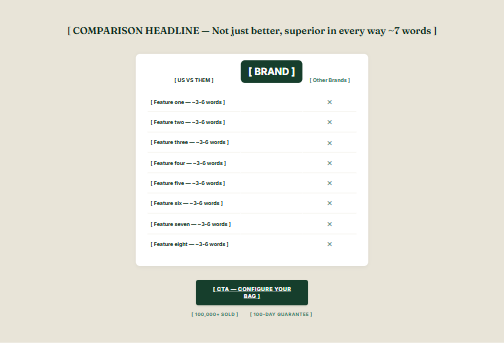 [ COMPARISON HEADLINE — Not just better, superior in every way ~7 words ]
[ US VS THEM ] [ BRAND ] [ Other Brands ]
[ Feature one — ~3-6 words ] ×
[ Feature two — ~3-6 words ] ×
[ Feature three — ~3-6 words ] ×
[ Feature four — ~3-6 words ] ×
[ Feature five — ~3-6 words ] ×
[ Feature six — ~3-6 words ] ×
[ Feature seven — ~3-6 words ] ×
[ Feature eight — ~3-6 words ] ×
[ CTA — CONFIGURE YOUR
BAG ]
[ 100,000+ SOLD ] [ 100-DAY GUARANTEE ]